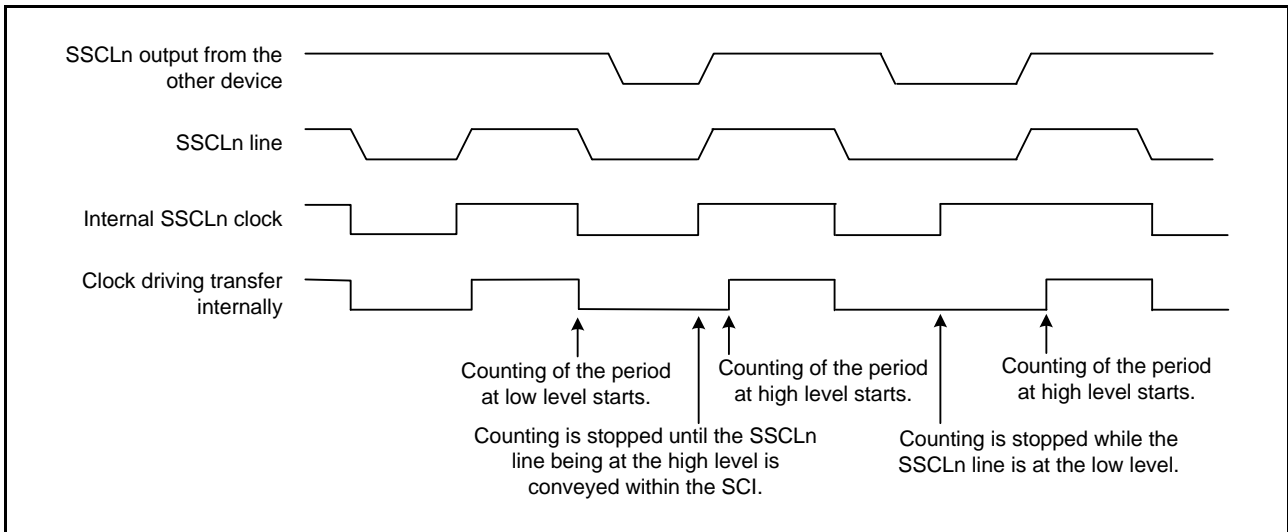 SSCLn output from the
other device
SSCLn line
Internal SSCLn clock
Clock driving transfer
internally
Counting of the period
at low level starts.
Counting of the period
at high level starts.
Counting of the period
at high level starts.
Counting is stopped until the SSCLn
line being at the high level is
conveyed within the SCI.
Counting is stopped while the
SSCLn line is at the low level.